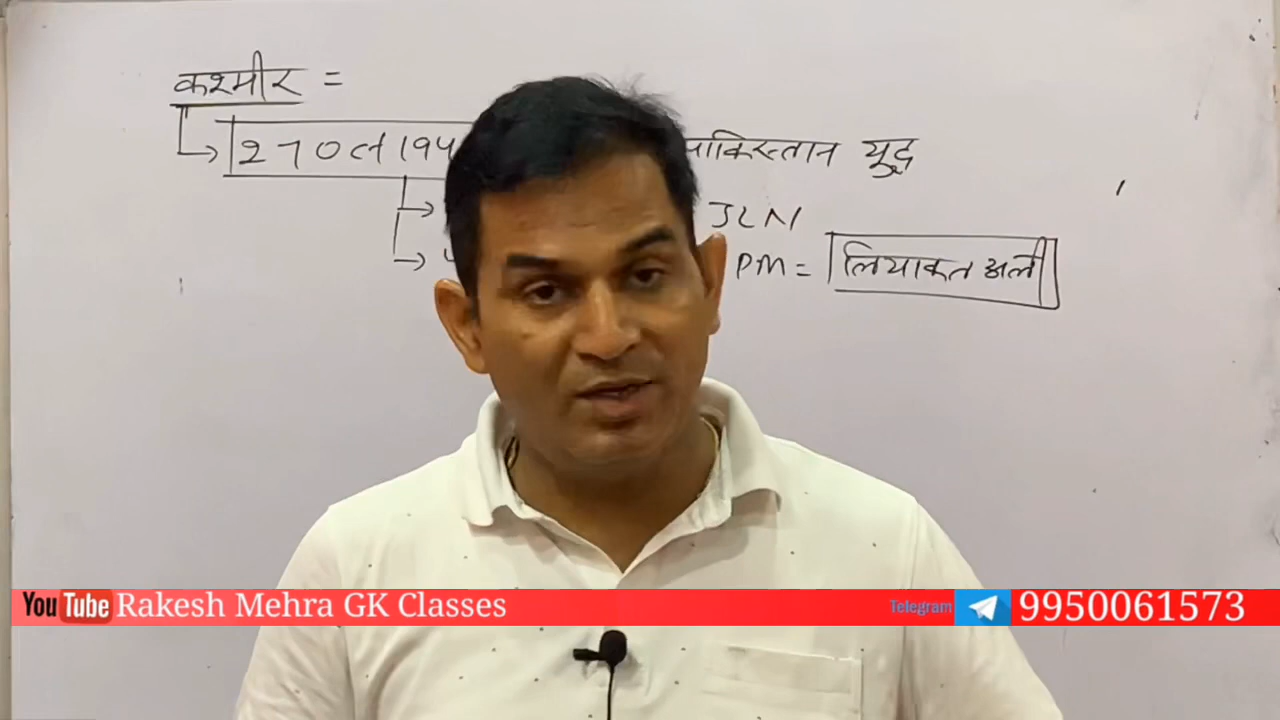 कश्मीर =
27 Oct 194 पाकिस्तान युद्ध
JLN
PM = लियाकत अली
YouTube Rakesh Mehra GK Classes
Telegram 9950061573